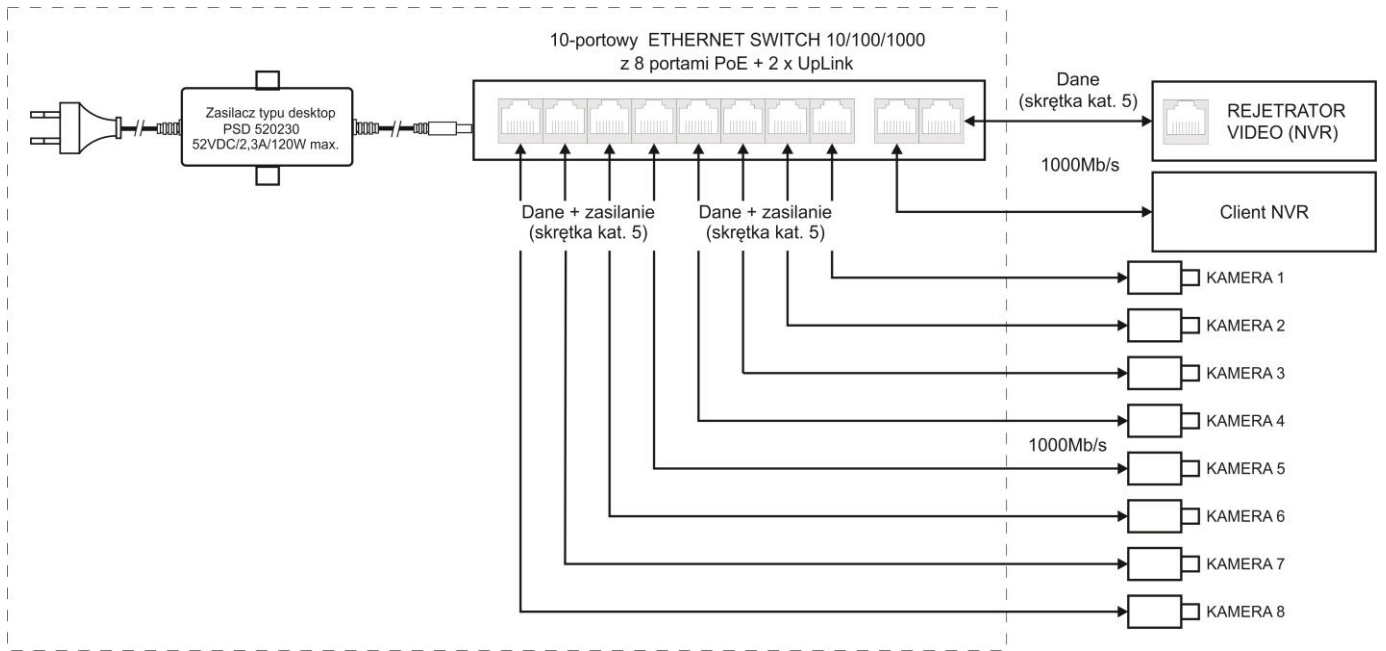 10-portowy ETHERNET SWITCH 10/100/1000
z 8 portami PoE + 2 x UpLink
Zasilacz typu desktop
PSD 520230
52VDC/2,3A/120W max.
Dane
(skrętka kat. 5)
REJETRATOR
VIDEO (NVR)
1000Mb/s
Client NVR
Dane + zasilanie
(skrętka kat. 5)
Dane + zasilanie
(skrętka kat. 5)
KAMERA 1
KAMERA 2
KAMERA 3
KAMERA 4
1000Mb/s
KAMERA 5
KAMERA 6
KAMERA 7
KAMERA 8